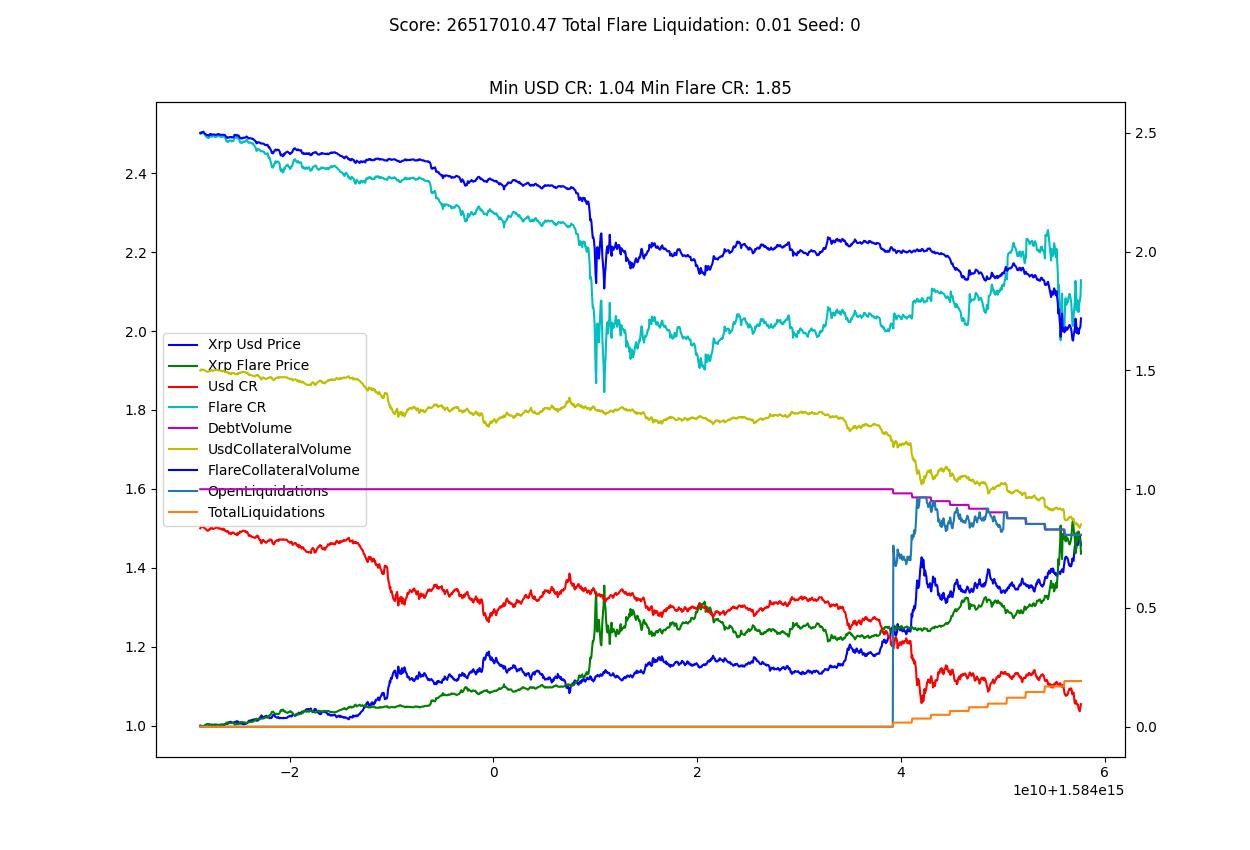 Score: 26517010.47 Total Flare Liquidation: 0.01 Seed: 0
Min USD CR: 1.04 Min Flare CR: 1.85
2.4
2.2
2.0
1.8
1.6
1.4
1.2
1.0
Xrp Usd Price
Xrp Flare Price
Usd CR
Flare CR
DebtVolume
UsdCollateralVolume
FlareCollateralVolume
OpenLiquidations
TotalLiquidations
2.5
2.0
1.5
1.0
0.5
0.0
−2 0 2 4 6
1e10+1.584e15